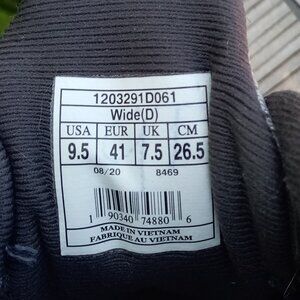 1203291D061
Wide(D)
USA EUR UK CM
9.5 41 7.5 26.5
08/20 8469
1 90340 74880 6
MADE IN VIETNAM
FABRIQUE AU VIETNAM